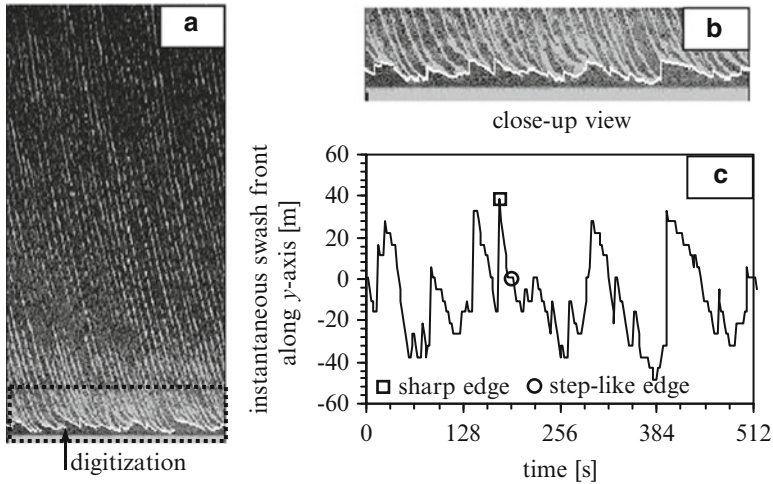 a
digitization
b
close-up view
c
instantaneous swash front
along y-axis [m]
60
40
20
0
-20
-40
-60
sharp edge
step-like edge
0
128
256
384
512
time [s]